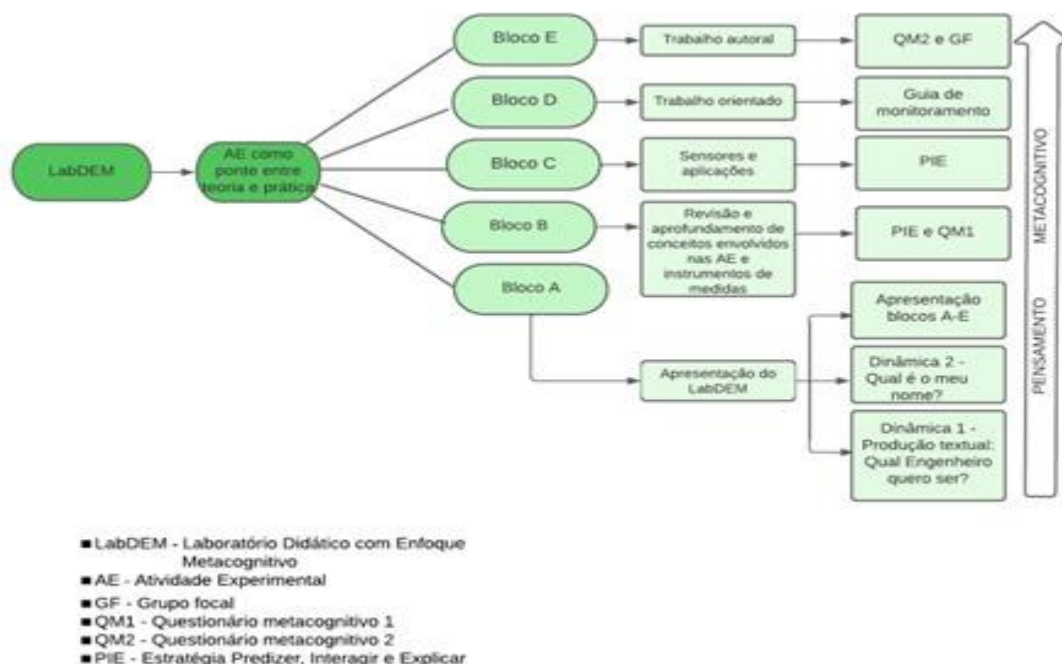 LabDEM
AE como
ponte entre
teoria e prática
Bloco E
Trabalho autoral
QM2 e GF
Bloco D
Trabalho orientado
Guia de
monitoramento
Bloco C
Sensores e
aplicações
PIE
Bloco B
Revisão e
aprofundamento de
conceitos envolvidos
nas AE e
instrumentos de
medidas
PIE e QM1
Bloco A
Apresentação do
LabDEM
Apresentação
blocos A-E
Dinâmica 2 -
Qual é o meu
nome?
Dinâmica 1 -
Produção textual:
Qual Engenheiro
quero ser?
PENSAMENTO METACOGNITIVO
■ LabDEM - Laboratório Didático com Enfoque
Metacognitivo
■ AE - Atividade Experimental
■ GF - Grupo focal
■ QM1 - Questionário metacognitivo 1
■ QM2 - Questionário metacognitivo 2
■ PIE - Estratégia Predizer, Interagir e Explicar